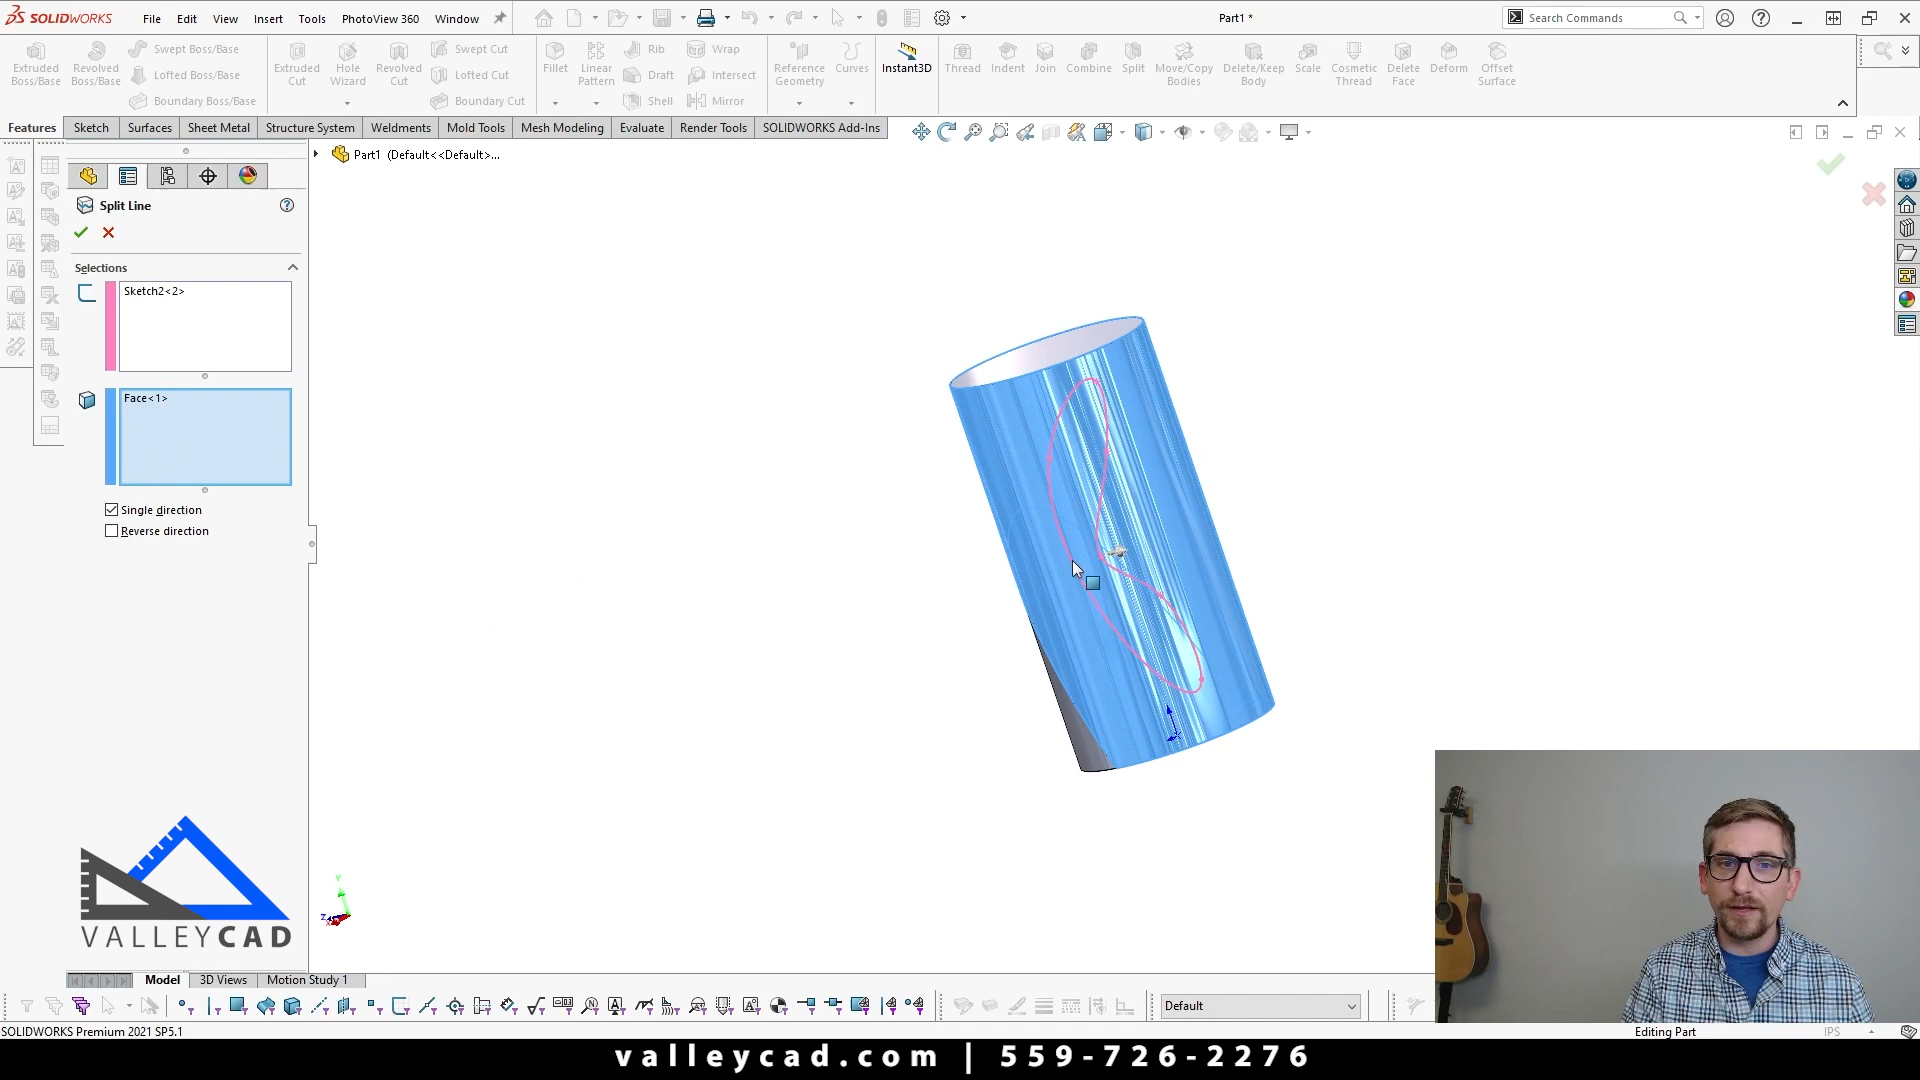 SOLIDWORKS File Edit View Insert Tools PhotoView 360 Window Part1 * Search Commands
Extruded Boss/Base Revolved Boss/Base Swept Boss/Base Lofted Boss/Base Boundary Boss/Base Extruded Cut Hole Wizard Revolved Cut Swept Cut Lofted Cut Boundary Cut Fillet Linear Pattern Rib Draft Shell Wrap Intersect Mirror Reference Geometry Curves Instant3D Thread Indent Join Combine Split Move/Copy Bodies Delete/Keep Body Scale Cosmetic Thread Delete Face Deform Offset Surface
Features Sketch Surfaces Sheet Metal Structure System Weldments Mold Tools Mesh Modeling Evaluate Render Tools SOLIDWORKS Add-Ins
Part1 (Default<<Default>...
Split Line
Selections
Sketch2<2>
Face<1>
Single direction
Reverse direction
VALLEYCAD
Y
Z
Model 3D Views Motion Study 1
Default
SOLIDWORKS Premium 2021 SP5.1 Editing Part IPS
valleycad.com | 559-726-2276